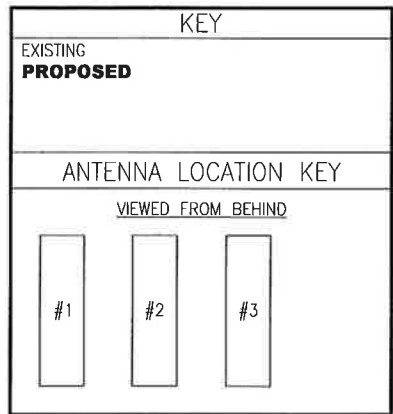 KEY
EXISTING
PROPOSED
ANTENNA LOCATION KEY
VIEWED FROM BEHIND
#1 #2 #3